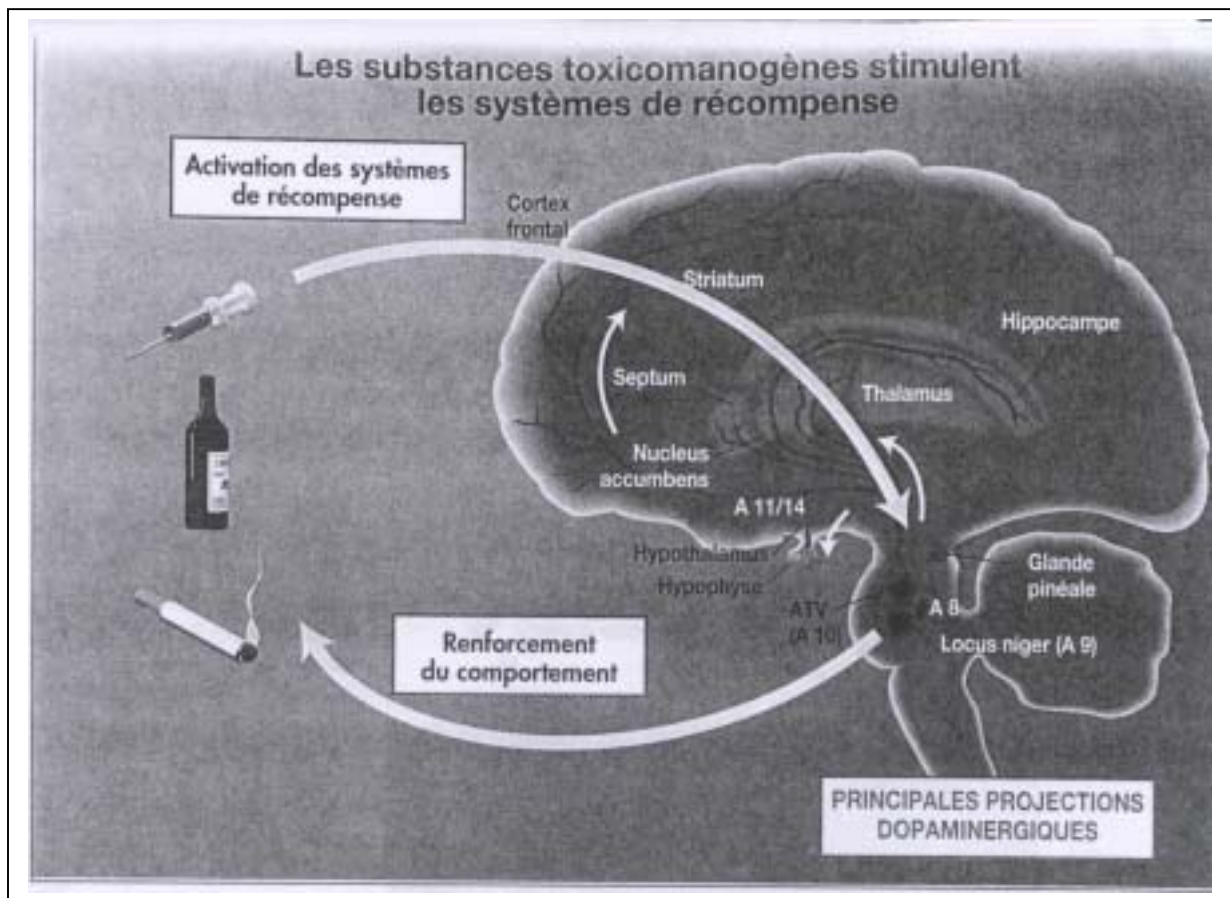 Les substances toxicomanogènes stimulent
les systèmes de récompense
Activation des systèmes
de récompense
Cortex
frontal
Striatum
Hippocampe
Septum
Thalamus
Nucleus
accumbens
A 11/14
Hypothalamus
Hypophyse
Glande
pinéale
ATV
(A 10)
A 8
Locus niger (A 9)
Renforcement
du comportement
PRINCIPALES PROJECTIONS
DOPAMINERGIQUES